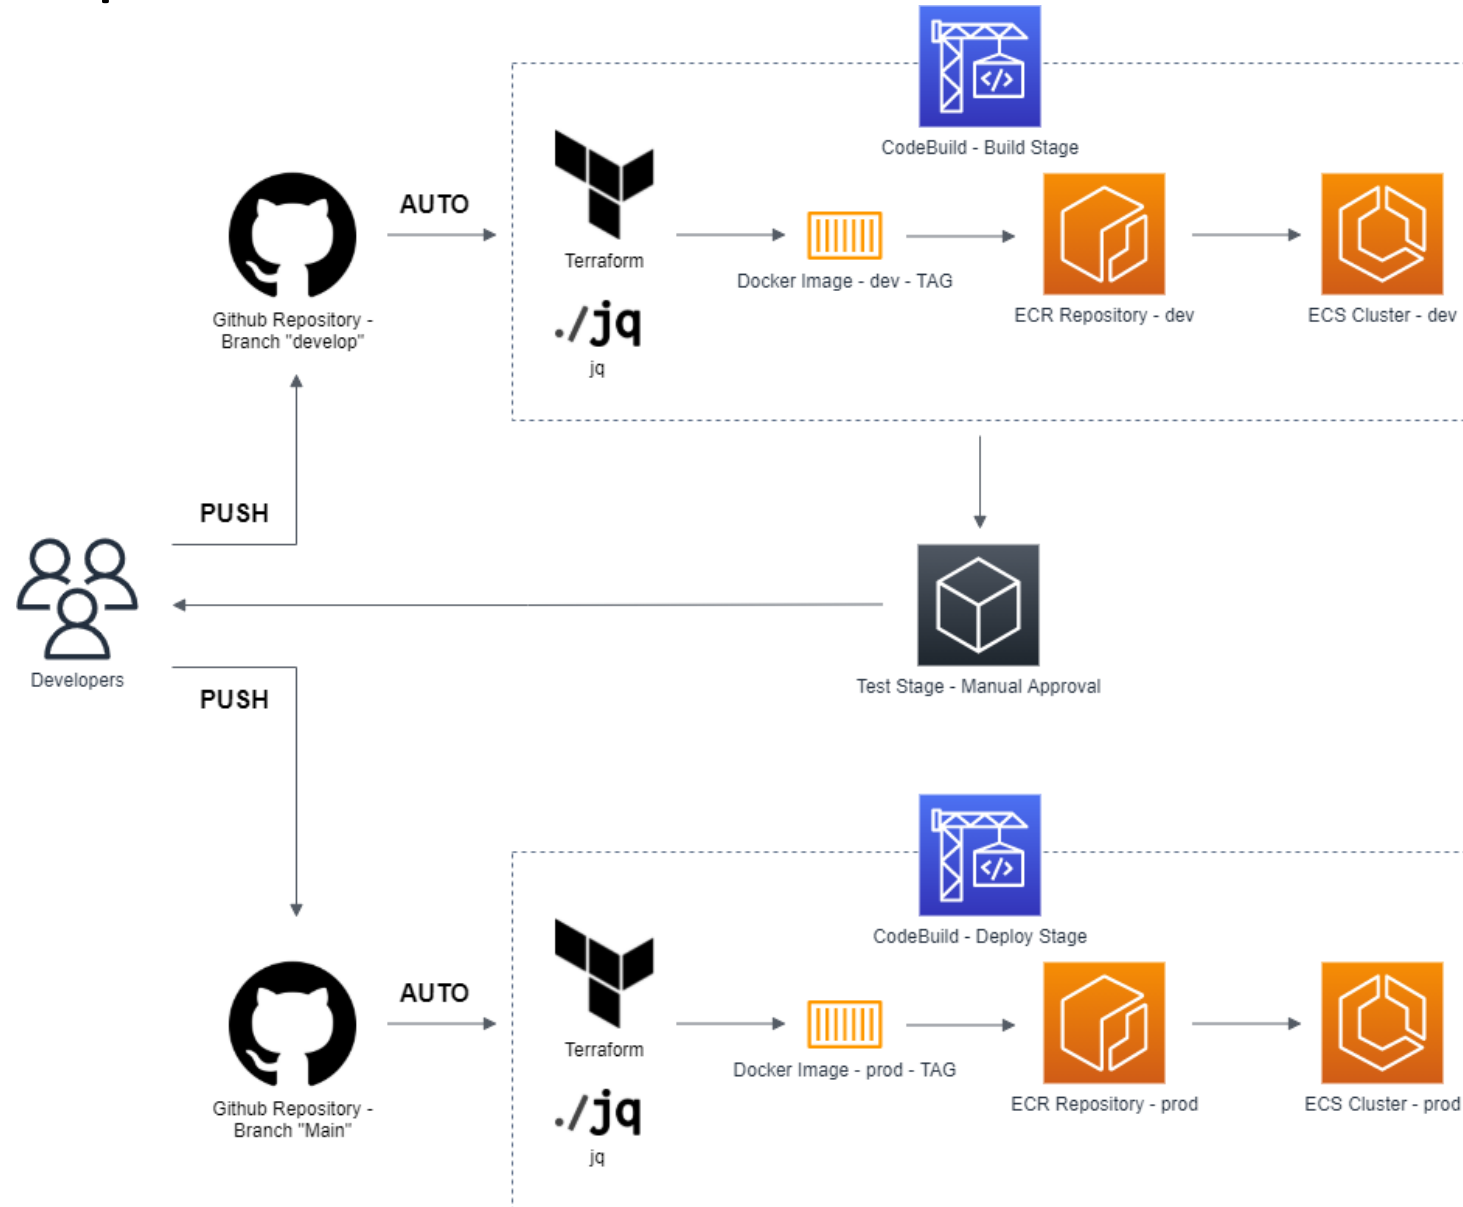 CodeBuild - Build Stage
AUTO
Terraform
Docker Image - dev - TAG
ECR Repository - dev
ECS Cluster - dev
Github Repository -
Branch "develop"
./jq
jq
PUSH
Developers
PUSH
Test Stage - Manual Approval
CodeBuild - Deploy Stage
AUTO
Terraform
Docker Image - prod - TAG
ECR Repository - prod
ECS Cluster - prod
Github Repository -
Branch "Main"
./jq
jq